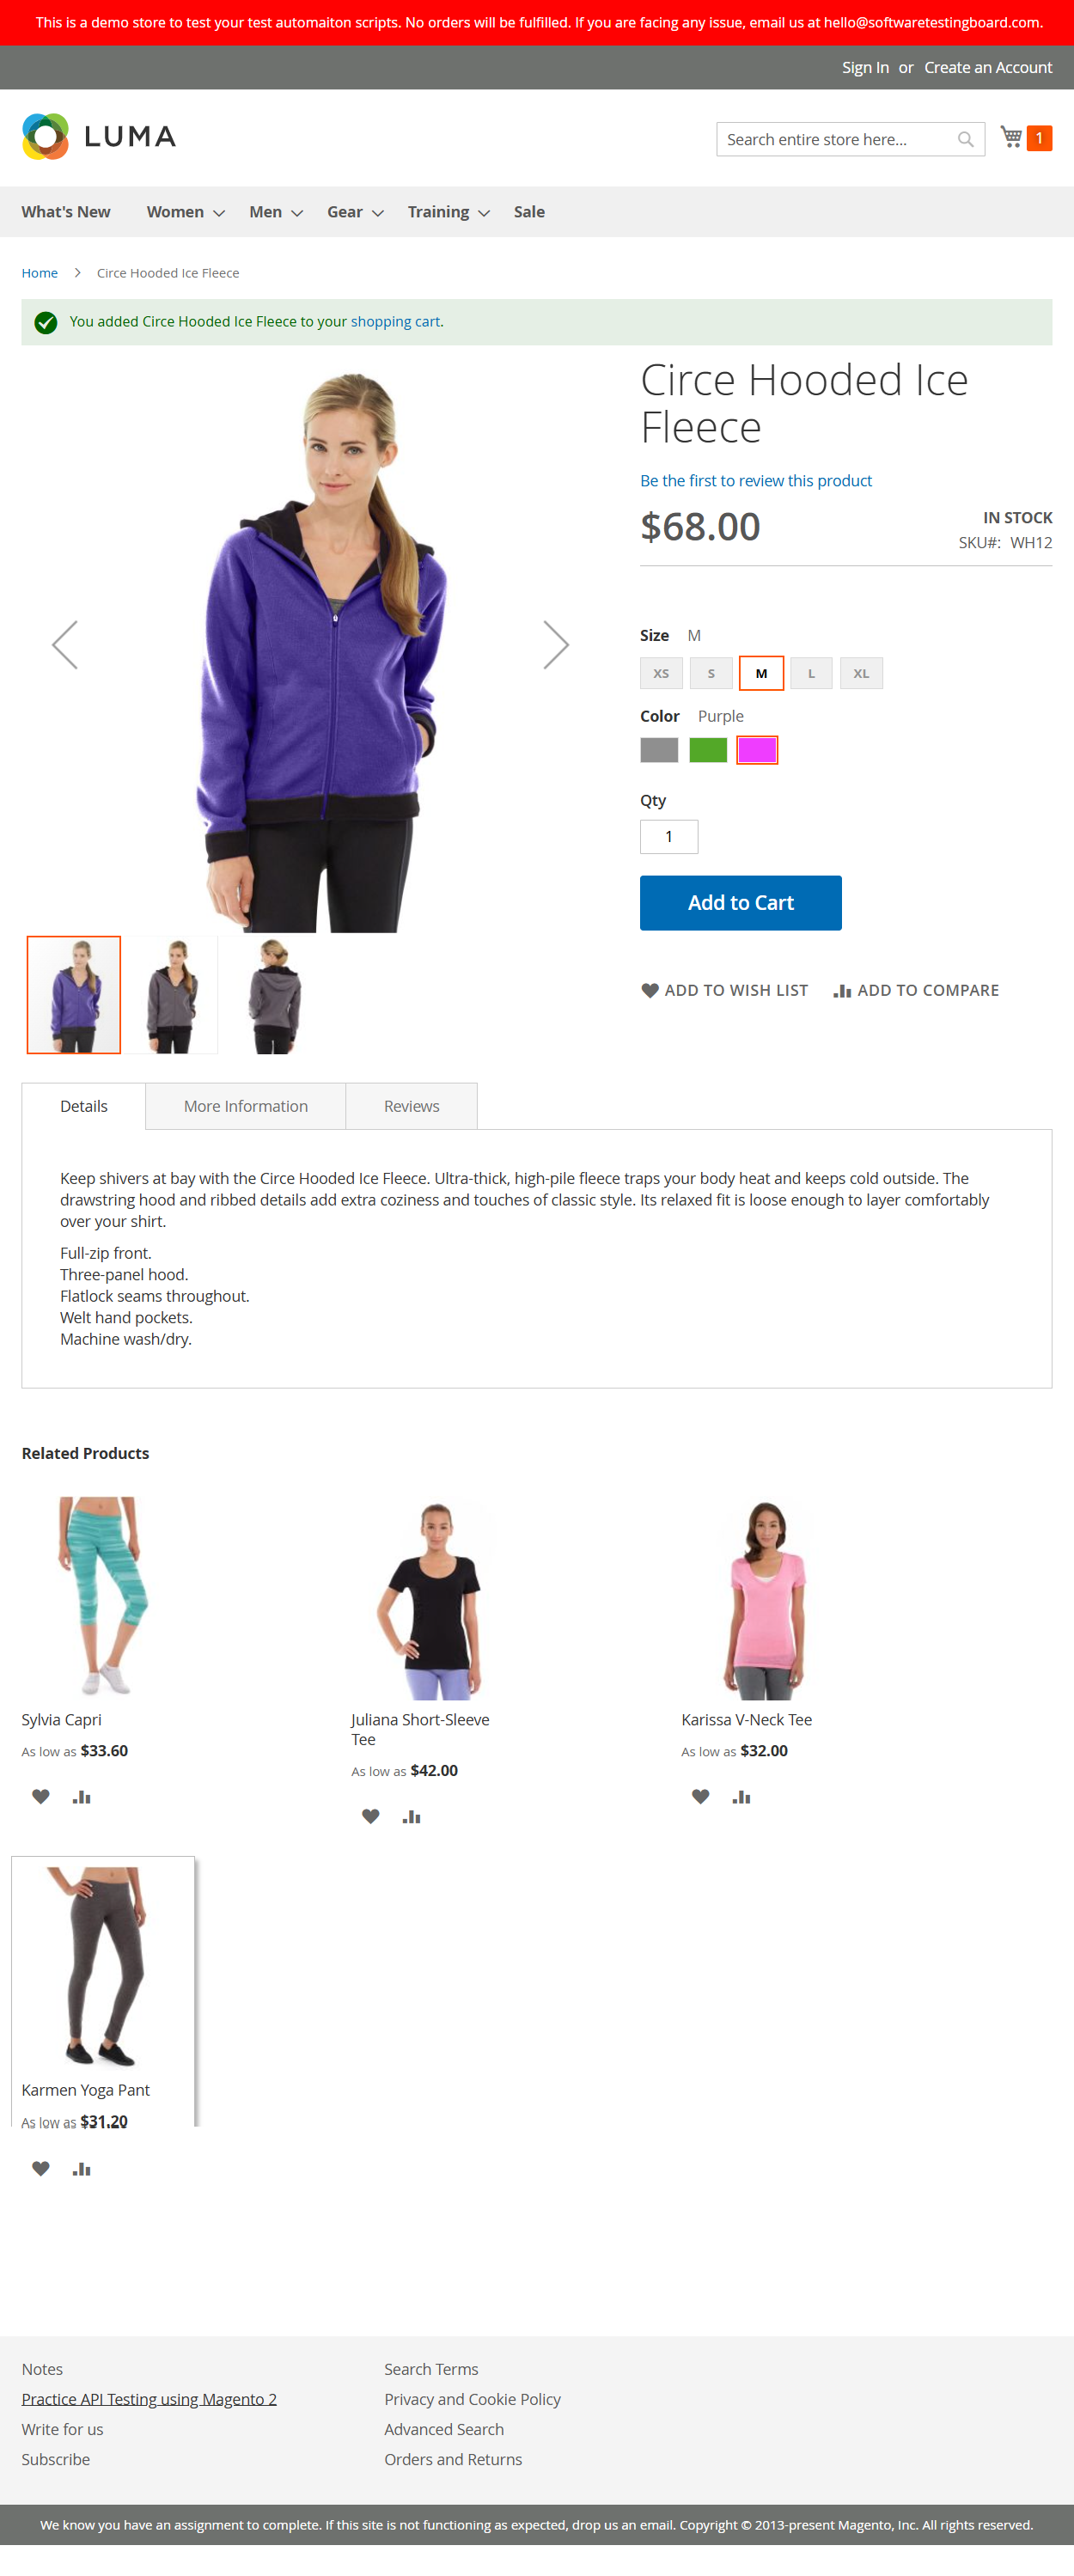 This is a demo store to test your test automaiton scripts. No orders will be fulfilled. If you are facing any issue, email us at hello@softwaretestingboard.com.
Sign In or Create an Account
LUMA
Search entire store here...
1
What's New Women Men Gear Training Sale
Home > Circe Hooded Ice Fleece
You added Circe Hooded Ice Fleece to your shopping cart.
Circe Hooded Ice
Fleece
Be the first to review this product
$68.00
IN STOCK
SKU#: WH12
Size M
XS S M L XL
Color Purple
Qty
1
Add to Cart
ADD TO WISH LIST ADD TO COMPARE
Details More Information Reviews
Keep shivers at bay with the Circe Hooded Ice Fleece. Ultra-thick, high-pile fleece traps your body heat and keeps cold outside. The
drawstring hood and ribbed details add extra coziness and touches of classic style. Its relaxed fit is loose enough to layer comfortably
over your shirt.
Full-zip front.
Three-panel hood.
Flatlock seams throughout.
Welt hand pockets.
Machine wash/dry.
Related Products
Sylvia Capri
As low as $33.60
Juliana Short-Sleeve
Tee
As low as $42.00
Karissa V-Neck Tee
As low as $32.00
Karmen Yoga Pant
As low as $31.20
Notes
Practice API Testing using Magento 2
Write for us
Subscribe
Search Terms
Privacy and Cookie Policy
Advanced Search
Orders and Returns
We know you have an assignment to complete. If this site is not functioning as expected, drop us an email. Copyright © 2013-present Magento, Inc. All rights reserved.